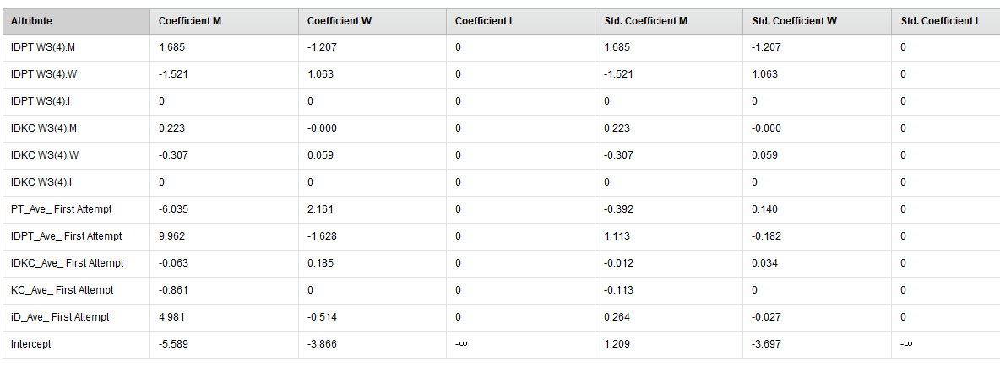 Attribute Coefficient M Coefficient W Coefficient I Std. Coefficient M Std. Coefficient W Std. Coefficient I
IDPT WS(4).M 1.685 -1.207 0 1.685 -1.207 0
IDPT WS(4).W -1.521 1.063 0 -1.521 1.063 0
IDPT WS(4).I 0 0 0 0 0 0
IDKC WS(4).M 0.223 -0.000 0 0.223 -0.000 0
IDKC WS(4).W -0.307 0.059 0 -0.307 0.059 0
IDKC WS(4).I 0 0 0 0 0 0
PT_Ave_ First Attempt -6.035 2.161 0 -0.392 0.140 0
IDPT_Ave_ First Attempt 9.962 -1.628 0 1.113 -0.182 0
IDKC_Ave_ First Attempt -0.063 0.185 0 -0.012 0.034 0
KC_Ave_ First Attempt -0.861 0 0 -0.113 0 0
iD_Ave_ First Attempt 4.981 -0.514 0 0.264 -0.027 0
Intercept -5.589 -3.866 -∞ 1.209 -3.697 -∞